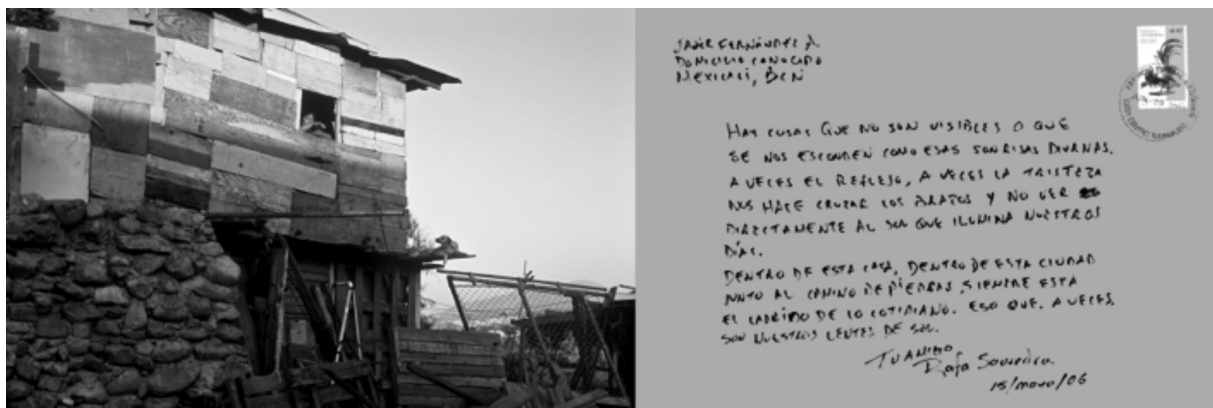 JAVIER FERNÁNDEZ A.
DOMICILIO CONOCIDO
MEXICALI, BCN
HAY COSAS QUE NO SON VISIBLES O QUE
SE NOS ESCONDEN COMO ESAS SONRISAS DIURNAS.
A VECES EL REFLEJO, A VECES LA TRISTEZA
NOS HACE CRUZAR LOS BRAZOS Y NO VER
DIRECTAMENTE AL SOL QUE ILUMINA NUESTROS
DÍAS.
DENTRO DE ESTA CASA, DENTRO DE ESTA CIUDAD
JUNTO AL CAMINO DE PIEDRAS, SIEMPRE ESTÁ
EL LADRIDO DE LO COTIDIANO. ESO QUE, A VECES,
SON NUESTROS LENTES DE SOL.
TU AMIGO
Rafa Saavedra
15/mayo/06